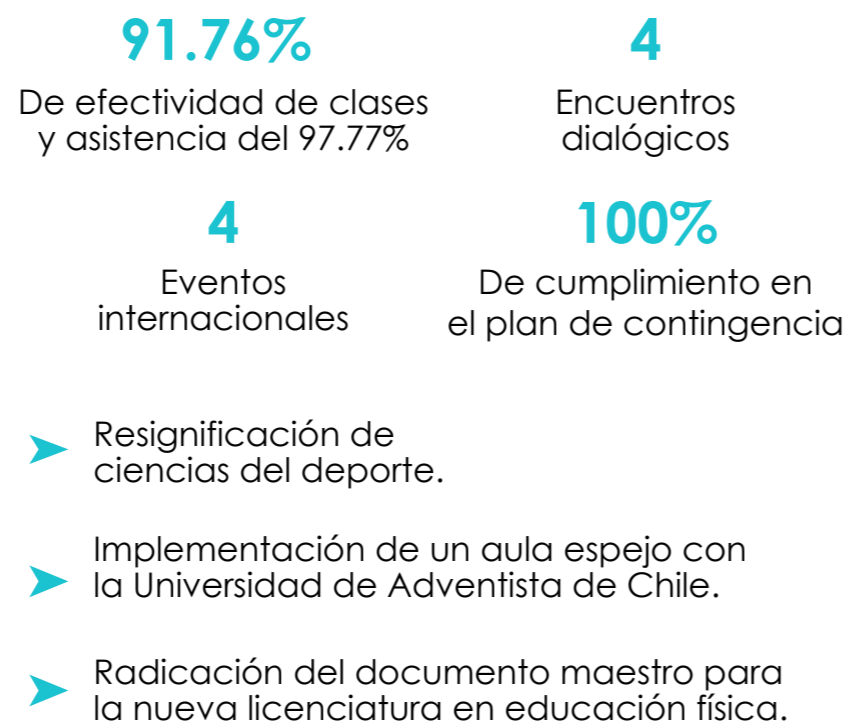 91.76%
De efectividad de clases
y asistencia del 97.77%
4
Encuentros
dialógicos
4
Eventos
internacionales
100%
De cumplimiento en
el plan de contingencia
Resignificación de
ciencias del deporte.
Implementación de un aula espejo con
la Universidad de Adventista de Chile.
Radicación del documento maestro para
la nueva licenciatura en educación física.